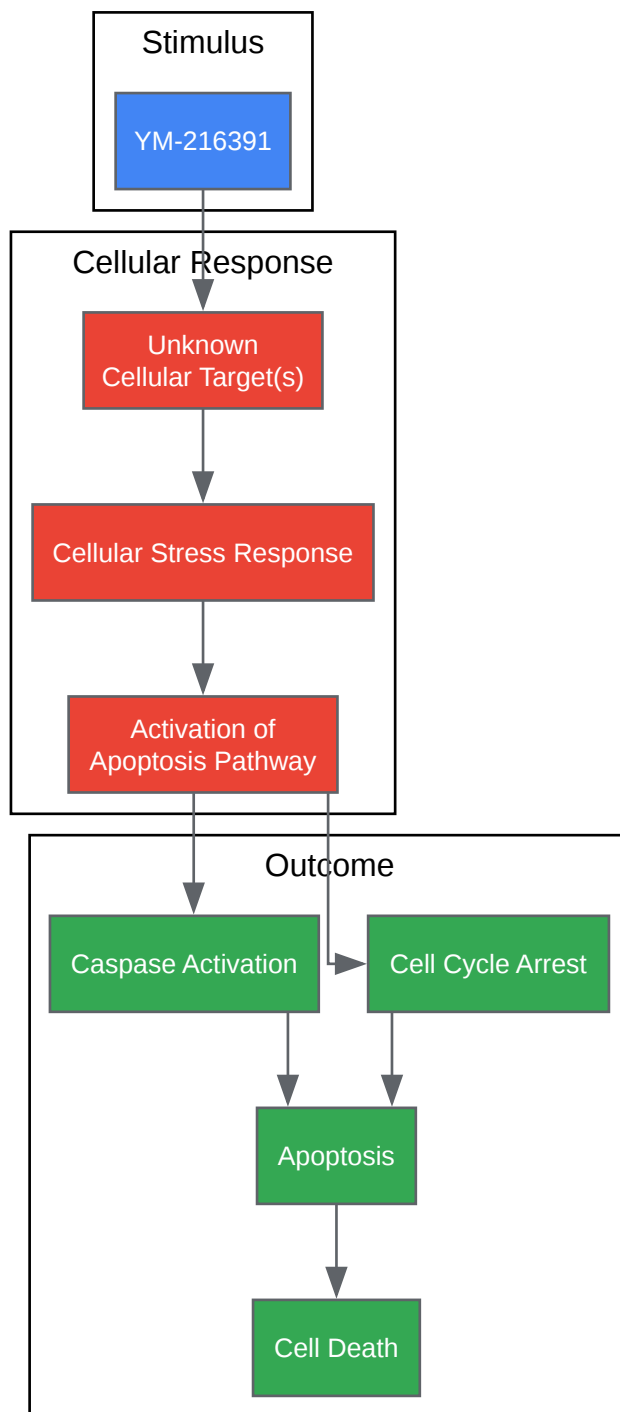 Stimulus
YM-216391
Cellular Response
Unknown
Cellular Target(s)
Cellular Stress Response
Activation of
Apoptosis Pathway
Outcome
Caspase Activation
Cell Cycle Arrest
Apoptosis
Cell Death